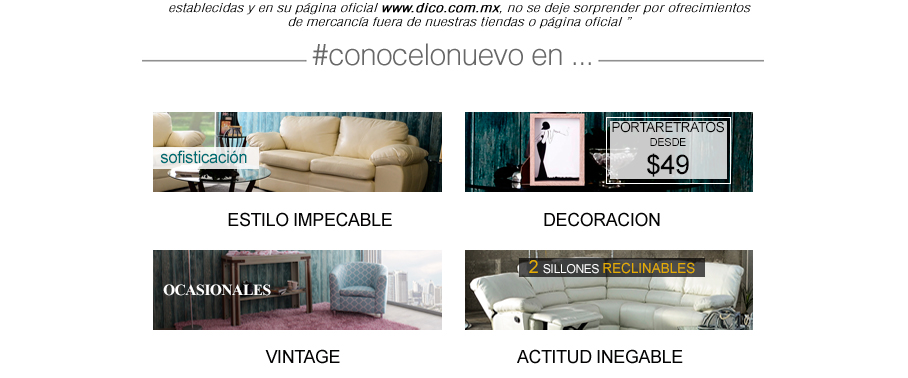 establecidas y en su página oficial www.dico.com.mx, no se deje sorprender por ofrecimientos
de mercancía fuera de nuestras tiendas o página oficial ”
#conocelonuevo en ...
sofisticación
PORTARETRATOS
DESDE
$49
ESTILO IMPECABLE
DECORACION
OCASIONALES
2 SILLONES RECLINABLES
VINTAGE
ACTITUD INEGABLE